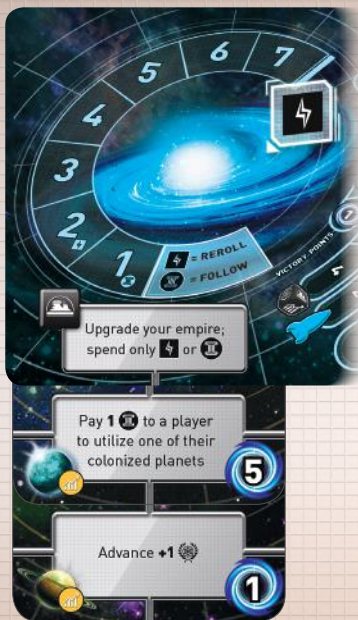 7
6
5
4
3
2
1
= REROLL
= FOLLOW
VICTORY POINTS
Upgrade your empire;
spend only or
Pay 1 to a player
to utilize one of their
colonized planets
5
Advance +1
1